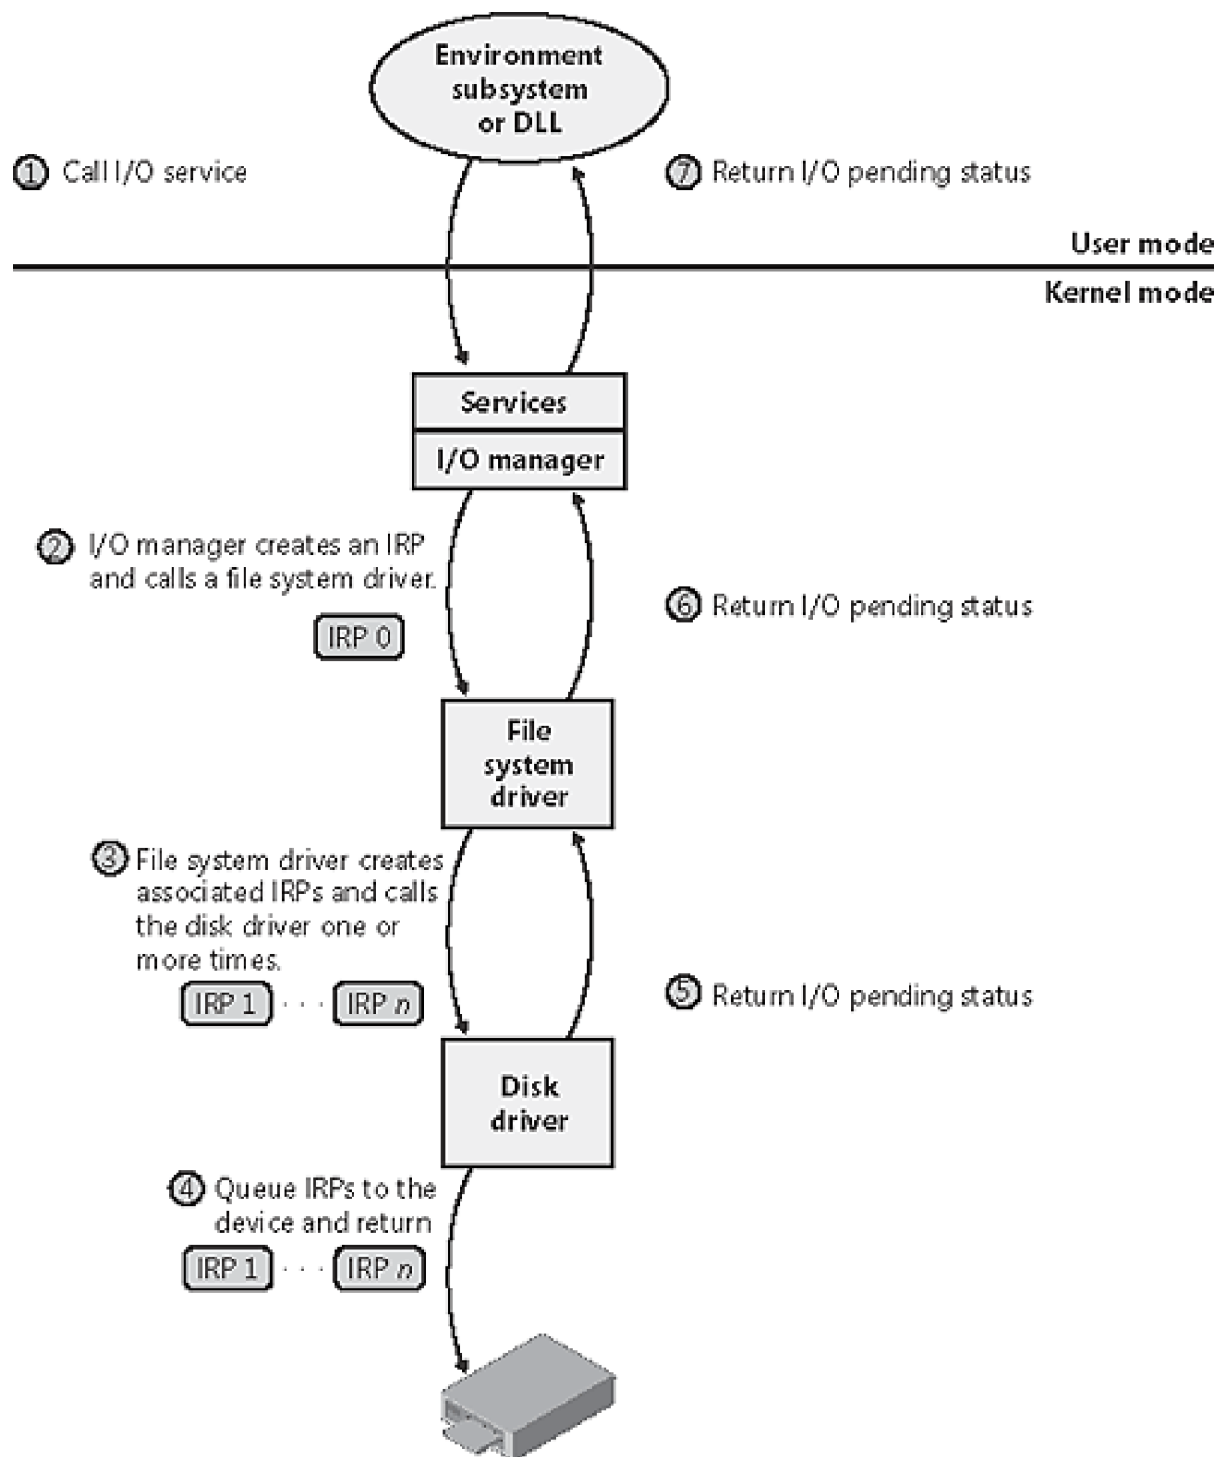 Environment
subsystem
or DLL
1 Call I/O service
7 Return I/O pending status
User mode
Kernel mode
Services
I/O manager
2 I/O manager creates an IRP
and calls a file system driver.
IRP 0
6 Return I/O pending status
File
system
driver
3 File system driver creates
associated IRPs and calls
the disk driver one or
more times.
IRP 1 · · · IRP n
5 Return I/O pending status
Disk
driver
4 Queue IRPs to the
device and return
IRP 1 · · · IRP n